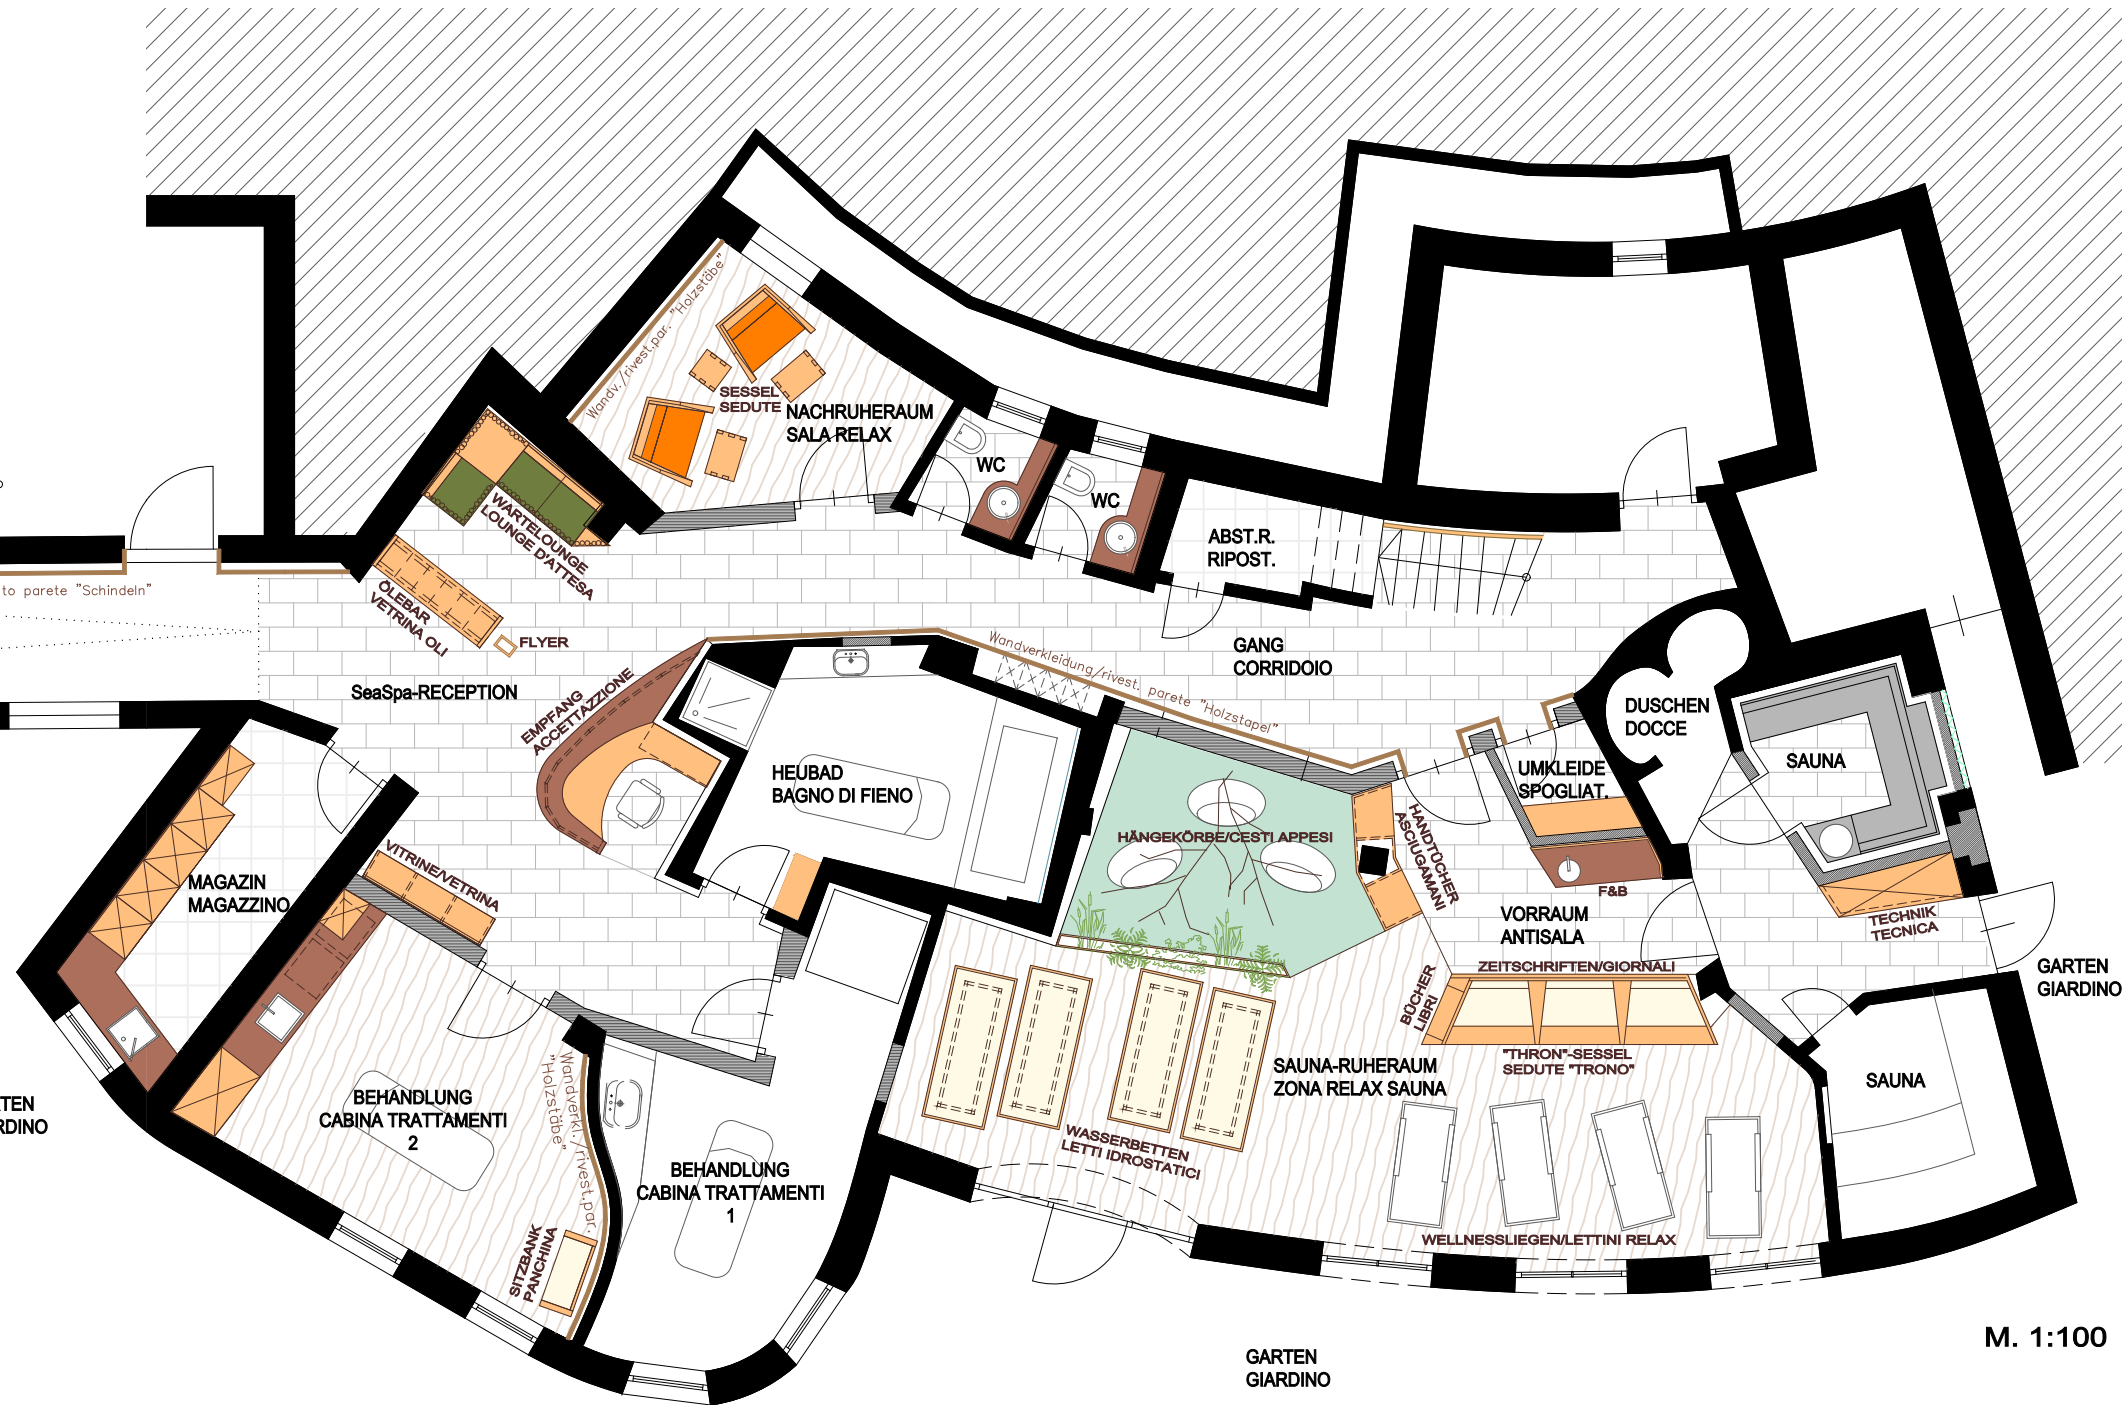 Wandv./rivest.par. "Holzstäbe"
SESSEL
SEDUTE
NACHRUHERAUM
SALA RELAX
WC
WC
WARTELOUNGE
LOUNGE D'ATTESA
ABST.R.
RIPOST.
to parete "Schindeln"
ÖLEBAR
VETRINA OLI
FLYER
GANG
CORRIDOIO
Wandverkleidung/rivest. parete "Holzstapel"
SeaSpa-RECEPTION
EMPFANG
ACCETTAZZIONE
DUSCHEN
DOCCE
SAUNA
HEUBAD
BAGNO DI FIENO
UMKLEIDE
SPOGLIAT.
HÄNGEKÖRBE/CESTI APPESI
HANDTÜCHER
ASCIUGAMANI
VITRINE/VETRINA
MAGAZIN
MAGAZZINO
F&B
VORRAUM
ANTISALA
TECHNIK
TECNICA
ZEITSCHRIFTEN/GIORNALI
GARTEN
GIARDINO
BÜCHER
LIBRI
"THRON"-SESSEL
SEDUTE "TRONO"
SAUNA-RUHERAUM
ZONA RELAX SAUNA
SAUNA
TEN
RDINO
BEHANDLUNG
CABINA TRATTAMENTI
2
Wandverkl./rivest.par.
"Holzstäbe"
WASSERBETTEN
LETTI IDROSTATICI
BEHANDLUNG
CABINA TRATTAMENTI
1
SITZBANK
PANCHINA
WELLNESSLIEGEN/LETTINI RELAX
M. 1:100
GARTEN
GIARDINO